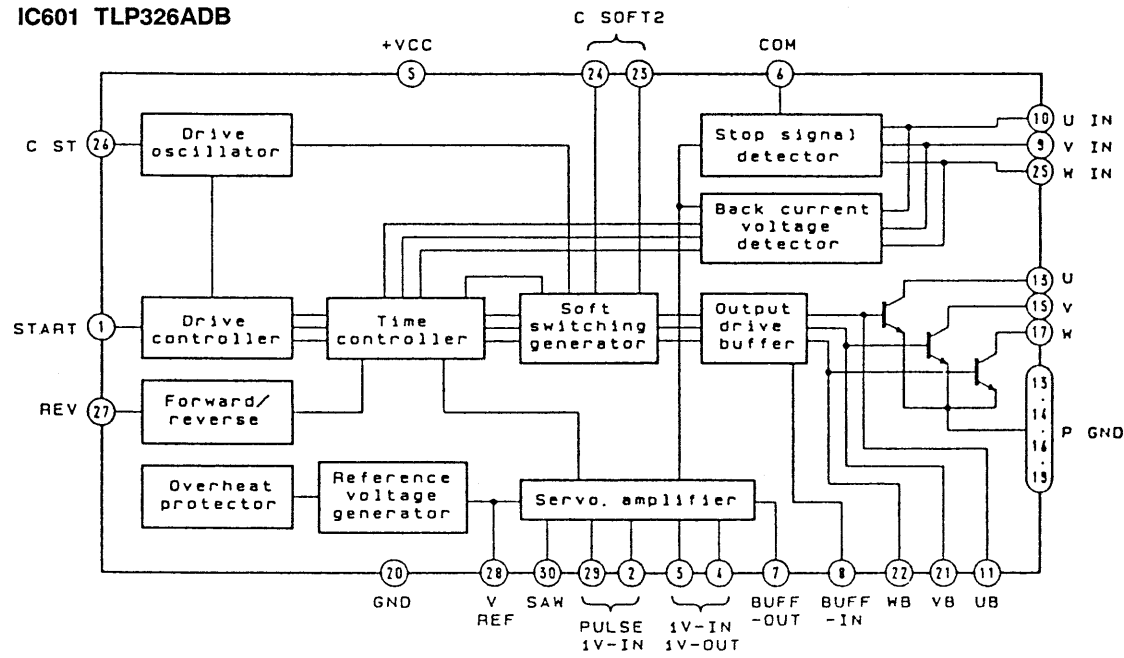 IC601 TLP326ADB
C SOFT2
+VCC
COM
5
24
23
6
C ST
26
Drive
oscillator
Stop signal
detector
10
U IN
9
V IN
25
W IN
Back current
voltage
detector
START
1
Drive
controller
Time
controller
Soft
switching
generator
Output
drive
buffer
13
U
15
V
17
W
REV
27
Forward/
reverse
13
.
14
.
16
.
19
P GND
Overheat
protector
Reference
voltage
generator
Servo. amplifier
20
28
30
29
2
3
4
7
8
22
21
11
GND
V
REF
SAW
PULSE
1V-IN
1V-IN
1V-OUT
BUFF
-OUT
BUFF
-IN
WB
VB
UB